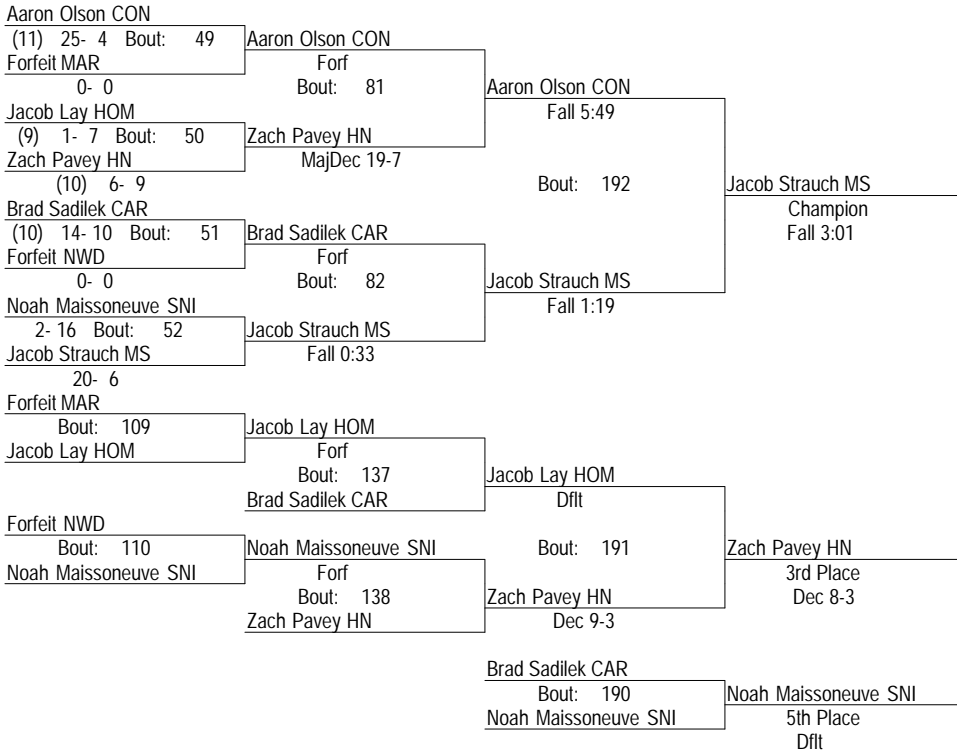 Aaron Olson CON
(11) 25- 4 Bout: 49 Aaron Olson CON
Forfeit MAR Forf
0- 0 Bout: 81 Aaron Olson CON
Jacob Lay HOM Fall 5:49
(9) 1- 7 Bout: 50 Zach Pavey HN
Zach Pavey HN MajDec 19-7
(10) 6- 9 Bout: 192 Jacob Strauch MS
Brad Sadilek CAR Champion
(10) 14- 10 Bout: 51 Brad Sadilek CAR Fall 3:01
Forfeit NWD Forf
0- 0 Bout: 82 Jacob Strauch MS
Noah Maissoneuve SNI Fall 1:19
2- 16 Bout: 52 Jacob Strauch MS
Jacob Strauch MS Fall 0:33
20- 6
Forfeit MAR
Bout: 109 Jacob Lay HOM
Jacob Lay HOM Forf
Bout: 137 Jacob Lay HOM
Brad Sadilek CAR Dflt
Forfeit NWD
Bout: 110 Noah Maissoneuve SNI Bout: 191 Zach Pavey HN
Noah Maissoneuve SNI Forf 3rd Place
Bout: 138 Zach Pavey HN Dec 8-3
Zach Pavey HN Dec 9-3
Brad Sadilek CAR
Bout: 190 Noah Maissoneuve SNI
Noah Maissoneuve SNI 5th Place
Dflt